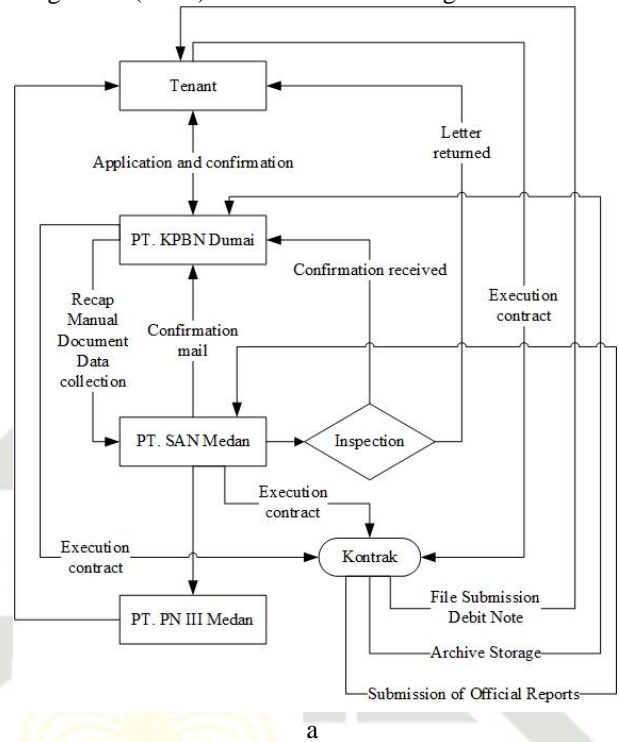 Tenant
Letter
returned
Application and confirmation
PT. KPBN Dumai
Confirmation received
Execution
contract
Recap
Manual
Document
Data
collection
Confirmation
mail
PT. SAN Medan
Inspection
Execution
contract
Execution
contract
Kontrak
PT. PN III Medan
File Submission
Debit Note
Archive Storage
Submission of Official Reports
a